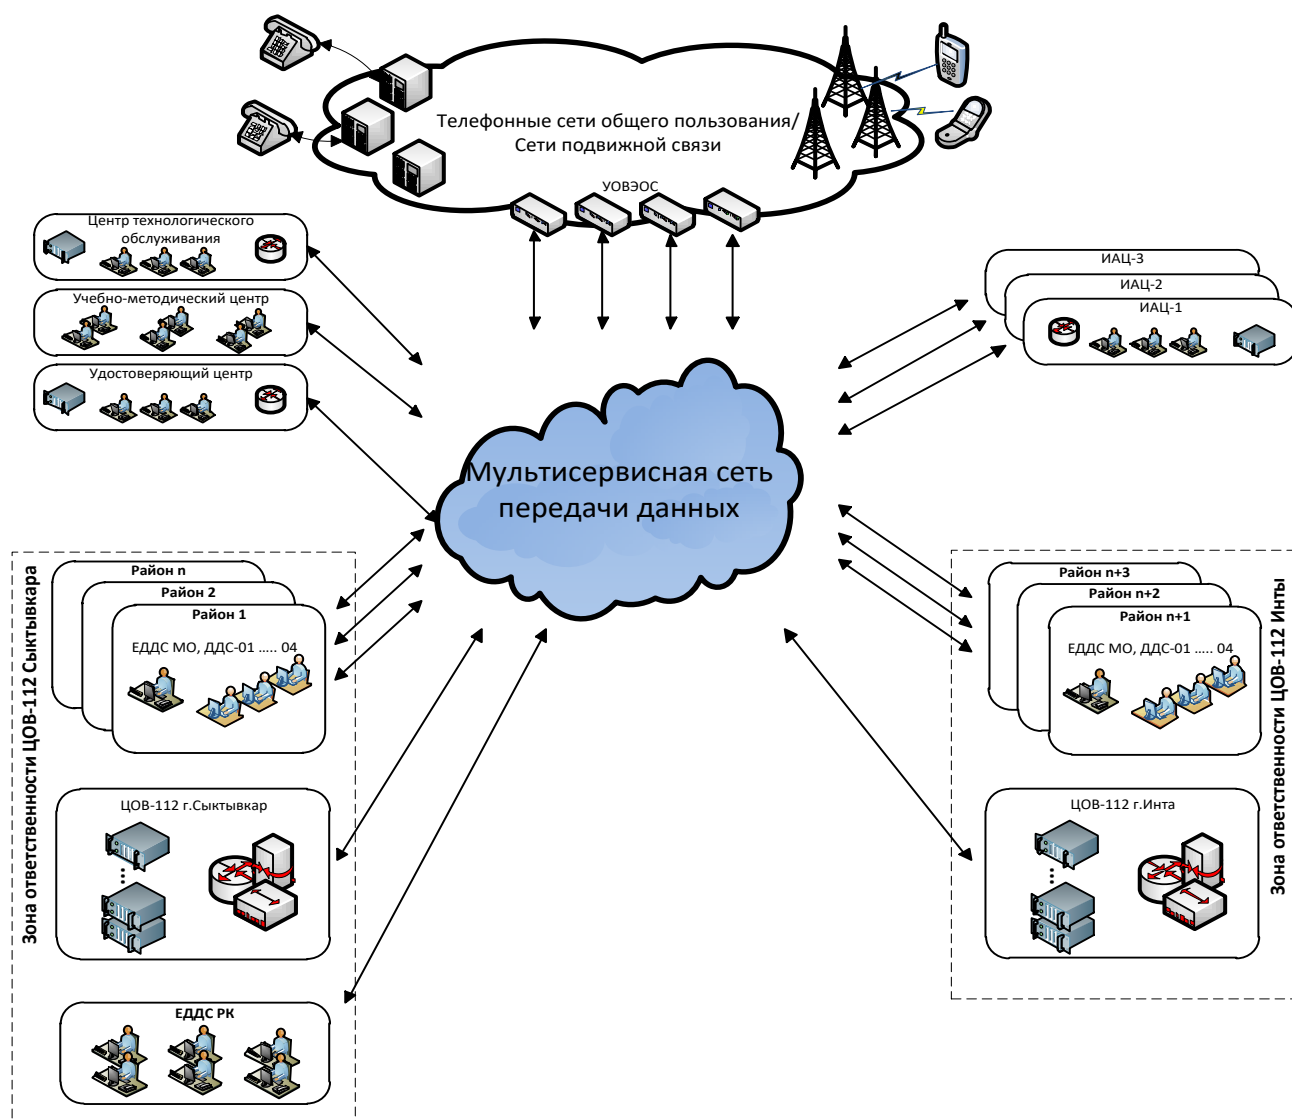 Телефонные сети общего пользования/
Сети подвижной связи
УОВЭОС
Центр технологического
обслуживания
Учебно-методический центр
Удостоверяющий центр
ИАЦ-3
ИАЦ-2
ИАЦ-1
Мультисервисная сеть
передачи данных
Зона ответственности ЦОВ-112 Сыктывкара
Район n
Район 2
Район 1
ЕДДС МО, ДДС-01 ..... 04
ЦОВ-112 г.Сыктывкар
ЕДДС РК
Район n+3
Район n+2
Район n+1
ЕДДС МО, ДДС-01 ..... 04
ЦОВ-112 г.Инта
Зона ответственности ЦОВ-112 Инты